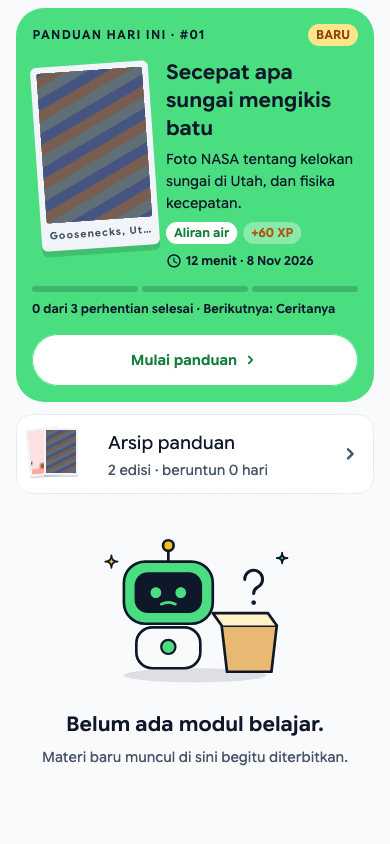 PANDUAN HARI INI · #01
BARU
Secepat apa
sungai mengikis
batu
Foto NASA tentang kelokan
sungai di Utah, dan fisika
kecepatan.
Goosenecks, Ut…
Aliran air
+60 XP
12 menit · 8 Nov 2026
0 dari 3 perhentian selesai · Berikutnya: Ceritanya
Mulai panduan
Arsip panduan
2 edisi · beruntun 0 hari
?
Belum ada modul belajar.
Materi baru muncul di sini begitu diterbitkan.